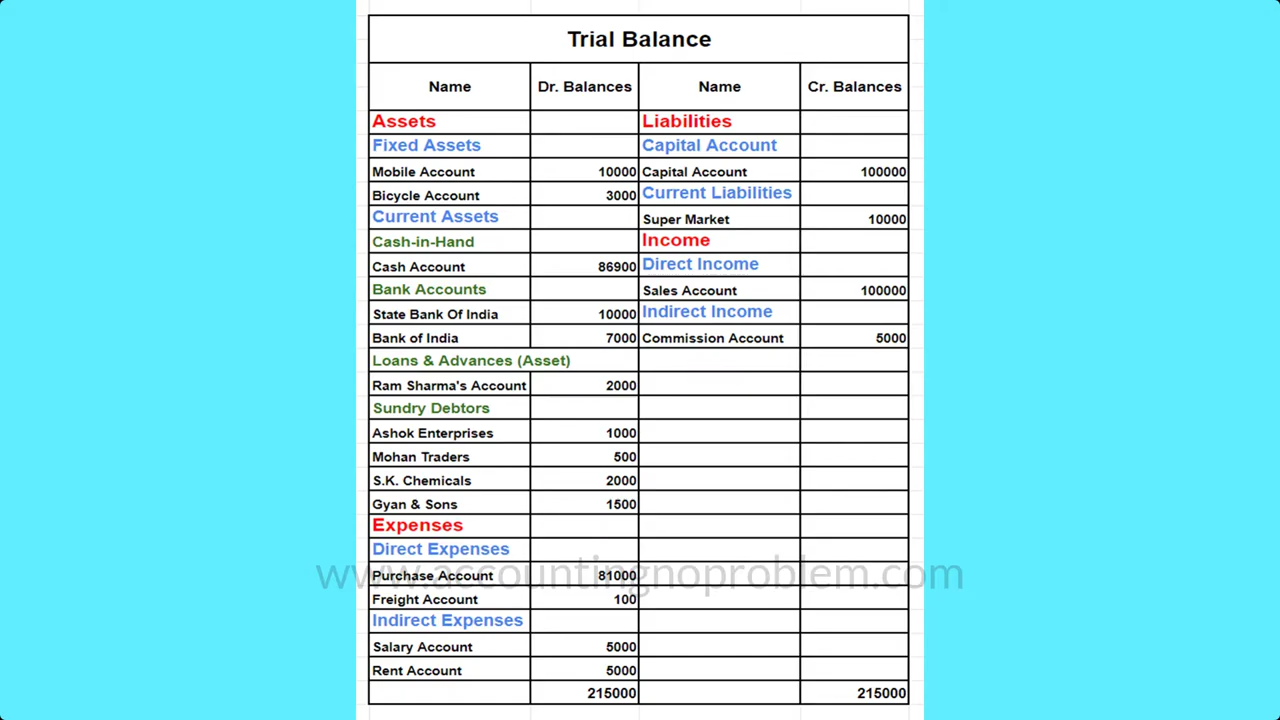 Trial Balance
Name Dr. Balances Name Cr. Balances
Assets Liabilities
Fixed Assets Capital Account
Mobile Account 10000 Capital Account 100000
Bicycle Account 3000 Current Liabilities
Current Assets Super Market 10000
Cash-in-Hand Income
Cash Account 86900 Direct Income
Bank Accounts Sales Account 100000
State Bank Of India 10000 Indirect Income
Bank of India 7000 Commission Account 5000
Loans & Advances (Asset)
Ram Sharma's Account 2000
Sundry Debtors
Ashok Enterprises 1000
Mohan Traders 500
S.K. Chemicals 2000
Gyan & Sons 1500
Expenses
Direct Expenses
www.accountingnoproblem.com
Purchase Account 81000
Freight Account 100
Indirect Expenses
Salary Account 5000
Rent Account 5000
215000 215000